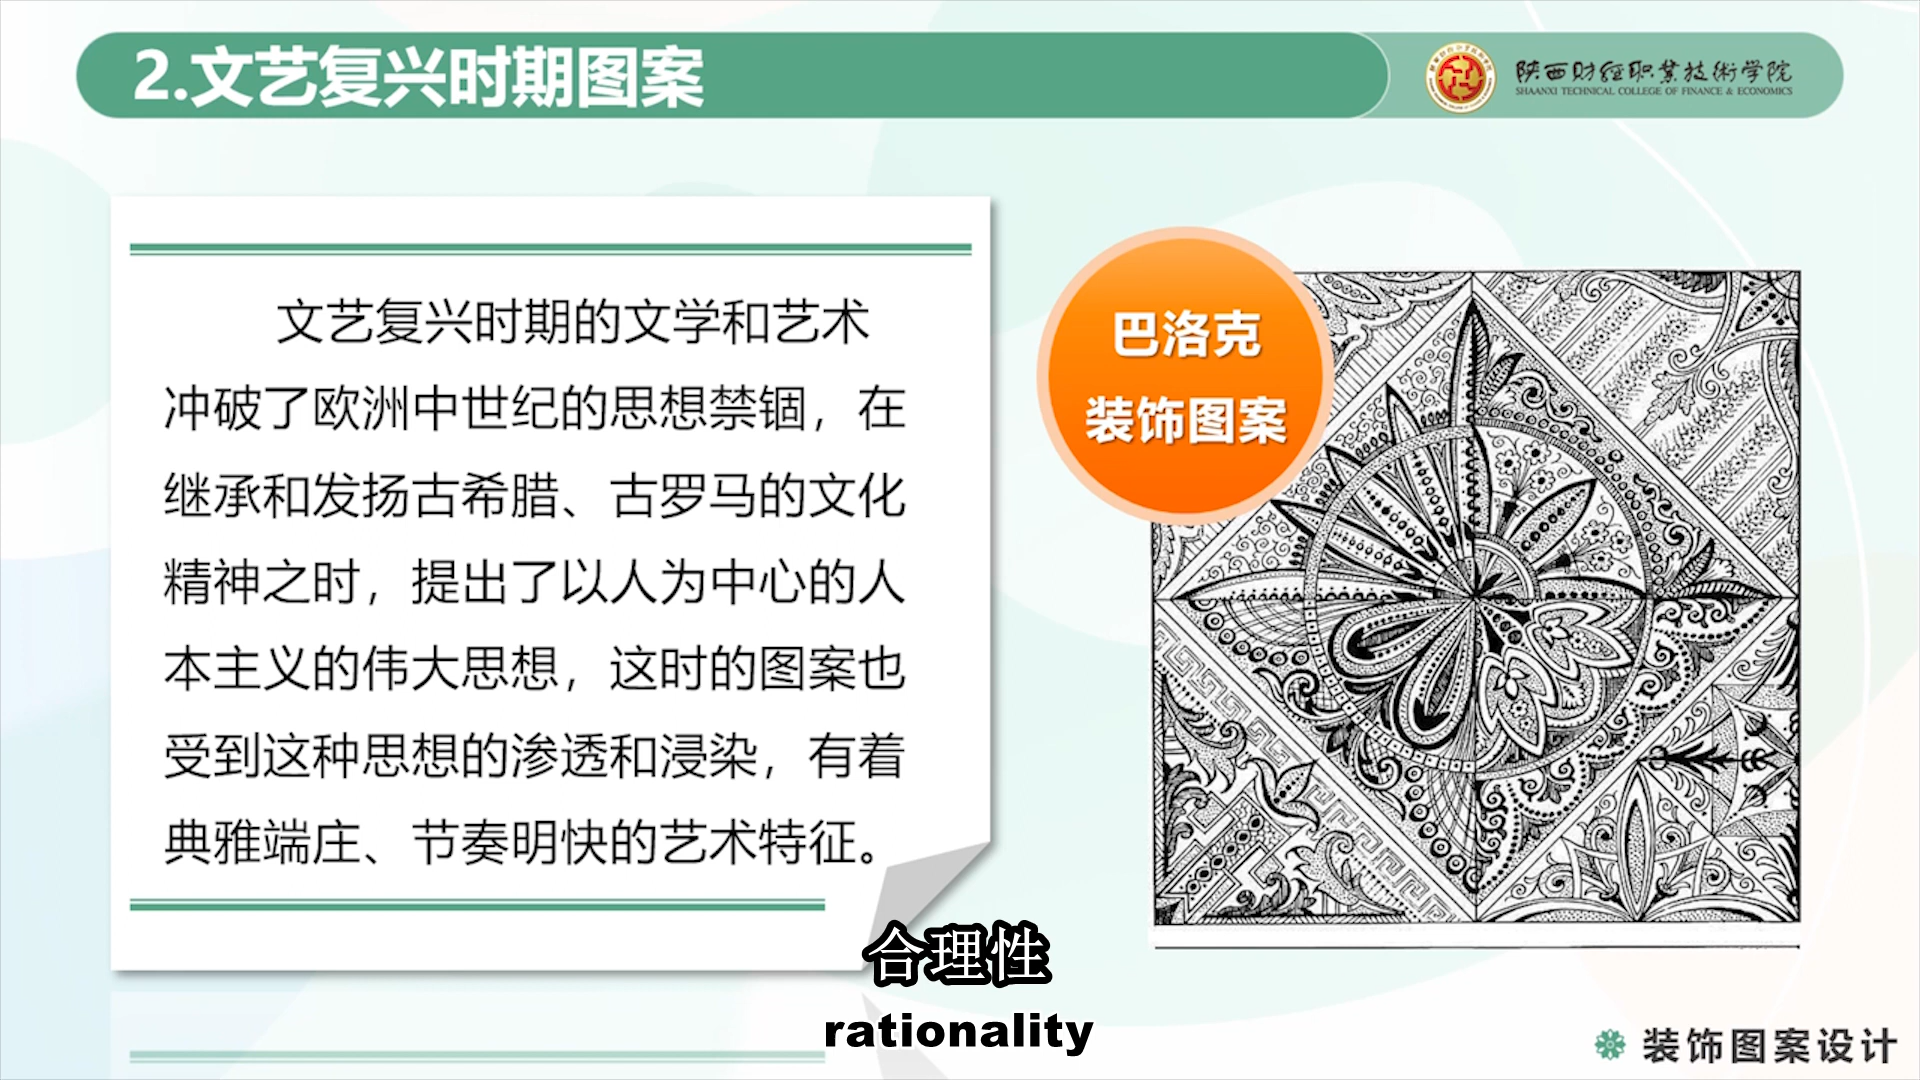 2.文艺复兴时期图案
陕西财经职业技術学院
SHAANXI TECHNICAL COLLEGE OF FINANCE & ECONOMICS
文艺复兴时期的文学和艺术
冲破了欧洲中世纪的思想禁锢，在
继承和发扬古希腊、古罗马的文化
精神之时，提出了以人为中心的人
本主义的伟大思想，这时的图案也
受到这种思想的渗透和浸染，有着
典雅端庄、节奏明快的艺术特征。
巴洛克
装饰图案
合理性
rationality
装饰图案设计